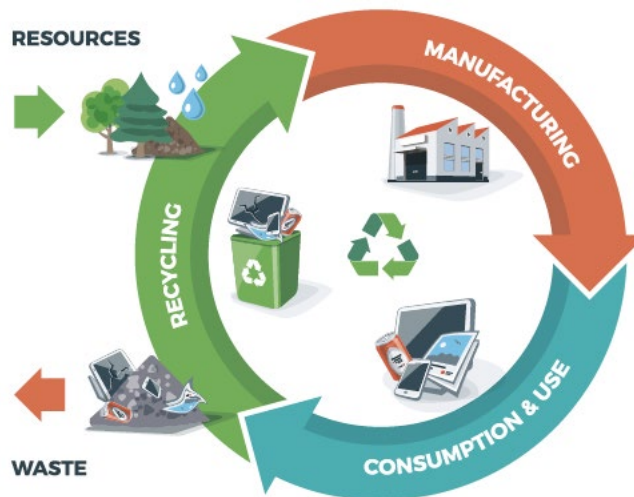 RESOURCES
MANUFACTURING
RECYCLING
CONSUMPTION & USE
WASTE